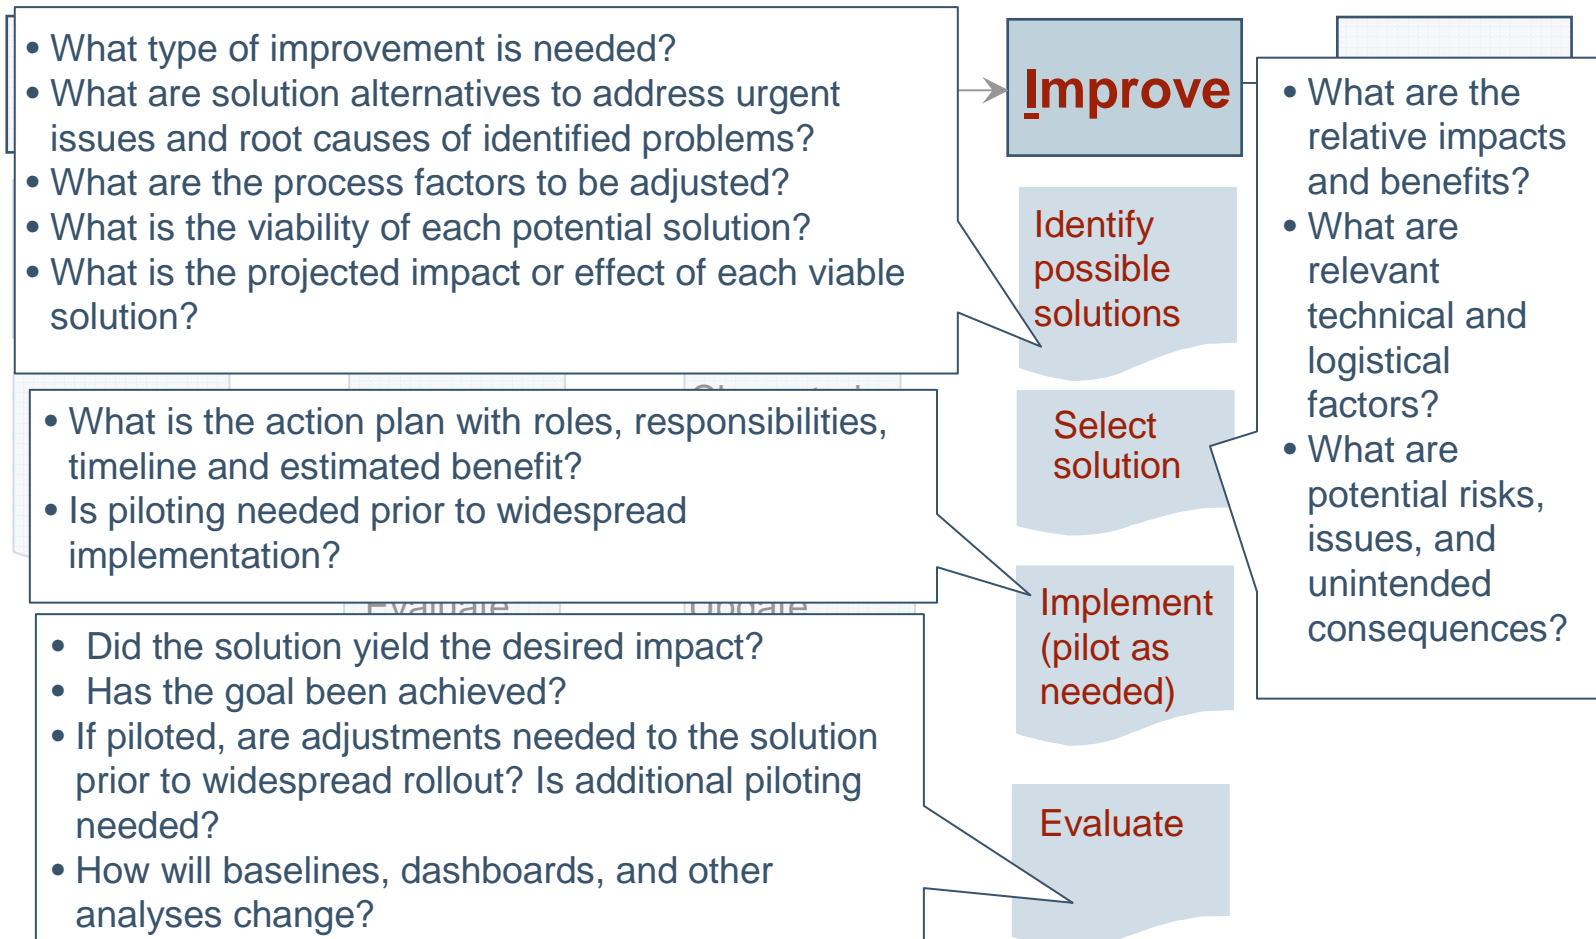 • What type of improvement is needed?
• What are solution alternatives to address urgent
issues and root causes of identified problems?
• What are the process factors to be adjusted?
• What is the viability of each potential solution?
• What is the projected impact or effect of each viable
solution?
Improve
Identify
possible
solutions
• What are the
relative impacts
and benefits?
• What are
relevant
technical and
logistical
factors?
• What are
potential risks,
issues, and
unintended
consequences?
• What is the action plan with roles, responsibilities,
timeline and estimated benefit?
• Is piloting needed prior to widespread
implementation?
Select
solution
Evaluate
Update
Implement
(pilot as
needed)
• Did the solution yield the desired impact?
• Has the goal been achieved?
• If piloted, are adjustments needed to the solution
prior to widespread rollout? Is additional piloting
needed?
• How will baselines, dashboards, and other
analyses change?
Evaluate